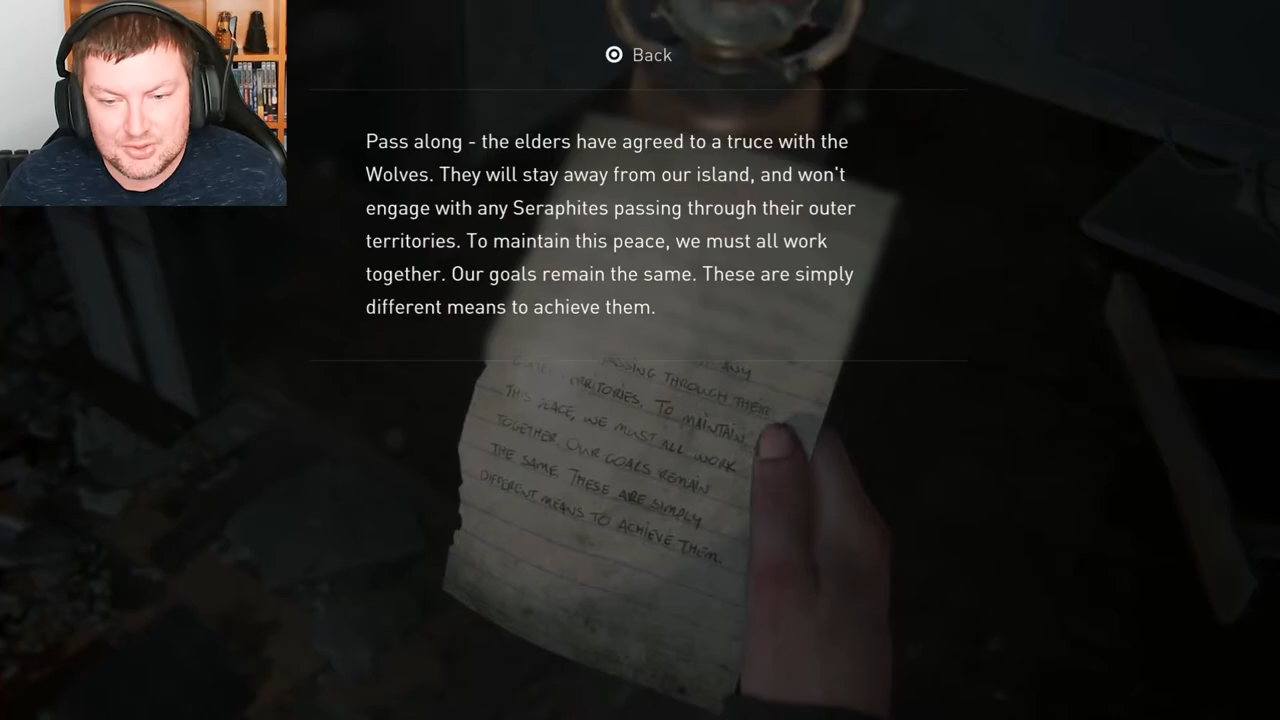 Back
Pass along - the elders have agreed to a truce with the
Wolves. They will stay away from our island, and won't
engage with any Seraphites passing through their outer
territories. To maintain this peace, we must all work
together. Our goals remain the same. These are simply
different means to achieve them.
ANY
PASSING THROUGH THEIR
TERRITORIES. TO MAINTAIN
THIS PEACE, WE MUST ALL WORK
TOGETHER. OUR GOALS REMAIN
THE SAME. THESE ARE SIMPLY
DIFFERENT MEANS TO ACHIEVE THEM.